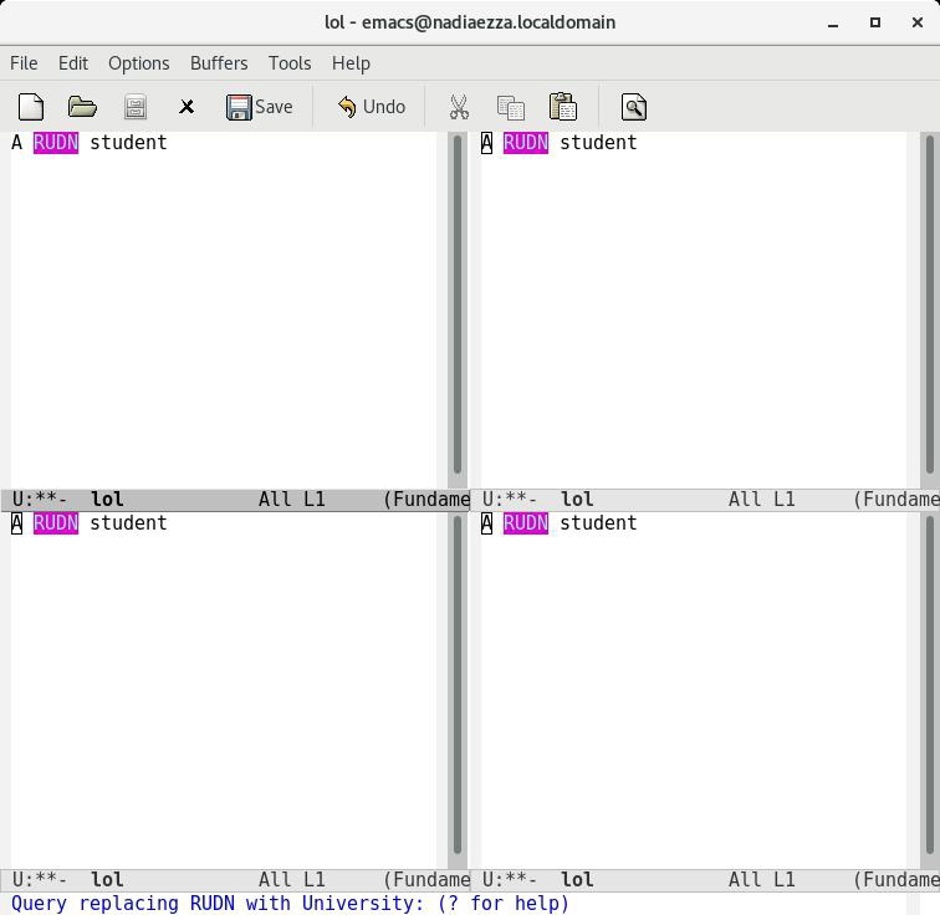 lol - emacs@nadiaezza.localdomain
File Edit Options Buffers Tools Help
Save Undo
A RUDN student
A RUDN student
U:**- lol All L1 (Fundame
U:**- lol All L1 (Fundame
A RUDN student
A RUDN student
U:**- lol All L1 (Fundame
U:**- lol All L1 (Fundame
Query replacing RUDN with University: (? for help)